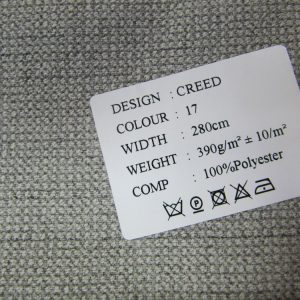 DESIGN : CREED
COLOUR : 17
WIDTH : 280cm
WEIGHT : 390g/m² ± 10/m²
COMP : 100%Polyester